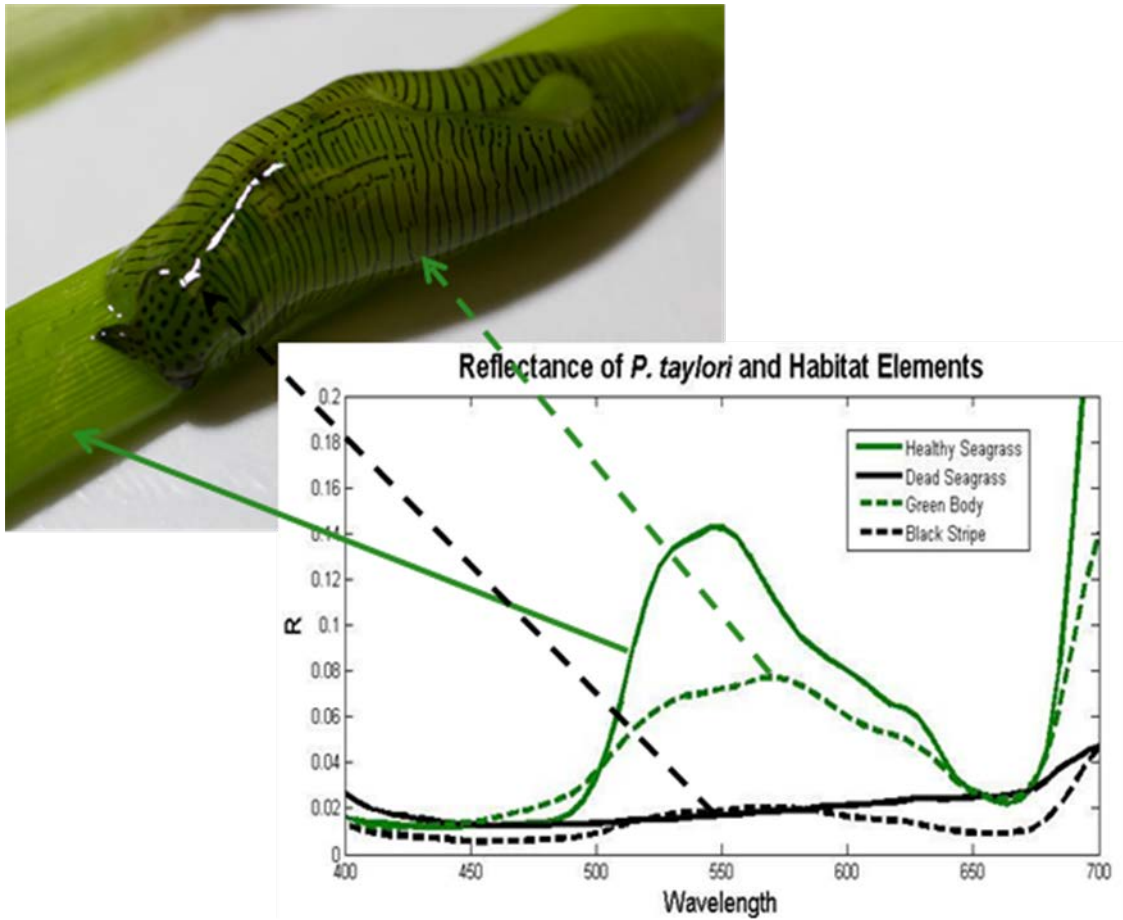 Reflectance of P. taylori and Habitat Elements
0.2
0.18
0.16
0.14
0.12
0.1
0.08
0.06
0.04
0.02
0
R
Healthy Seagrass
Dead Seagrass
Green Body
Black Stripe
400
450
500
550
600
650
700
Wavelength